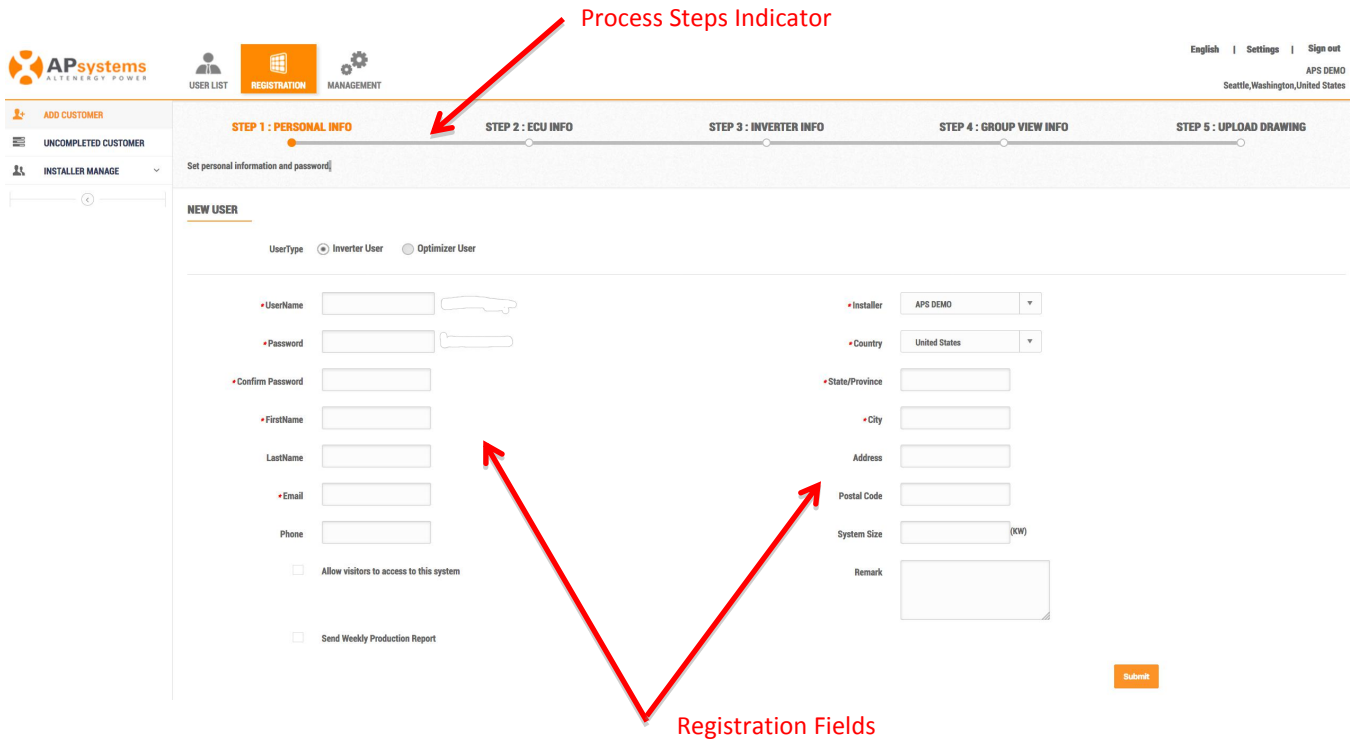 Process Steps Indicator
APsystems
ALTENERGY POWER
USER LIST
REGISTRATION
MANAGEMENT
English | Settings | Sign out
APS DEMO
Seattle,Washington,United States
ADD CUSTOMER
UNCOMPLETED CUSTOMER
INSTALLER MANAGE
STEP 1 : PERSONAL INFO
STEP 2 : ECU INFO
STEP 3 : INVERTER INFO
STEP 4 : GROUP VIEW INFO
STEP 5 : UPLOAD DRAWING
Set personal information and password.
NEW USER
UserType Inverter User Optimizer User
*UserName
*Password
*Confirm Password
*FirstName
LastName
*Email
Phone
Allow visitors to access to this system
Send Weekly Production Report
*Installer APS DEMO
*Country United States
*State/Province
*City
Address
Postal Code
System Size (KW)
Remark
Submit
Registration Fields